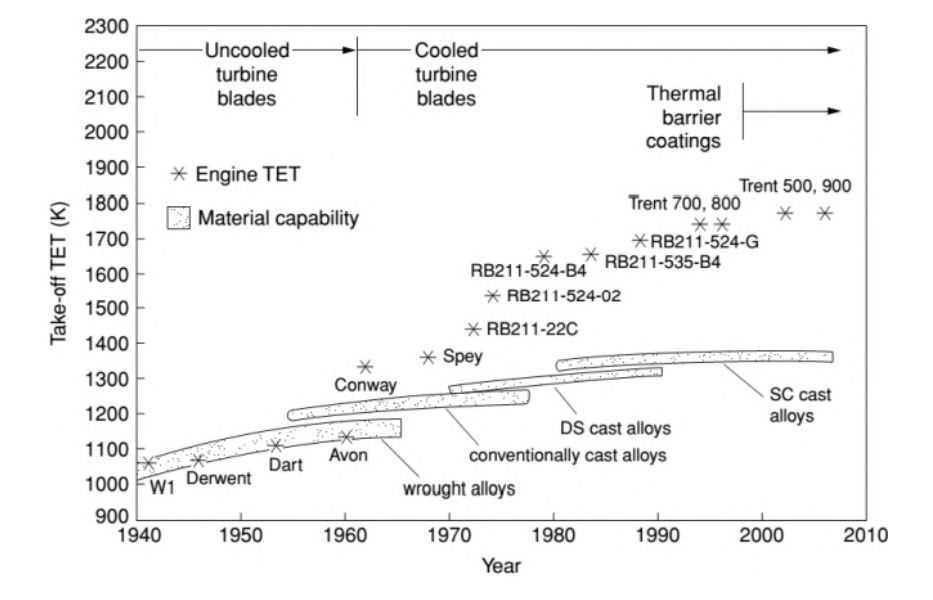 2300
2200
2100
2000
1900
1800
1700
1600
1500
1400
1300
1200
1100
1000
900
Take-off TET (K)
Uncooled
turbine
blades
Cooled
turbine
blades
Thermal
barrier
coatings
Engine TET
Material capability
Trent 500, 900
Trent 700, 800
RB211-524-G
RB211-535-B4
RB211-524-B4
RB211-524-02
RB211-22C
Spey
Conway
SC cast
alloys
DS cast alloys
conventionally cast alloys
wrought alloys
Avon
Dart
Derwent
W1
1940
1950
1960
1970
1980
1990
2000
2010
Year